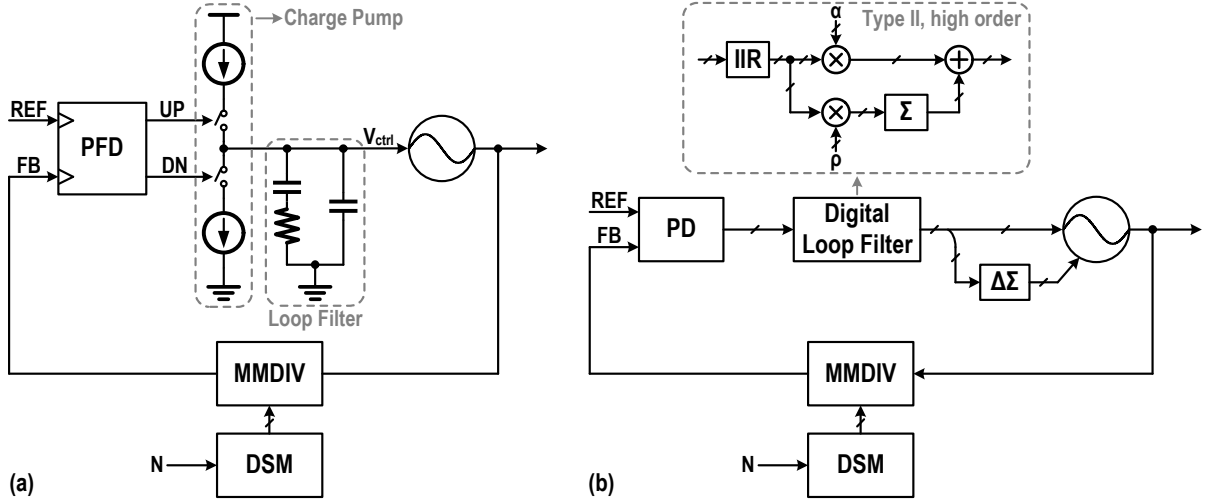 Charge Pump
REF
UP
PFD
FB
DN
Vctrl
Loop Filter
MMDIV
N
DSM
(a)
Type II, high order
α
IIR
Σ
ρ
REF
FB
PD
Digital
Loop Filter
ΔΣ
MMDIV
N
DSM
(b)